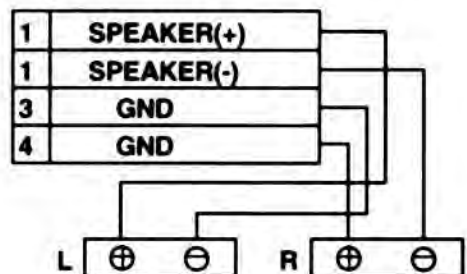 1 SPEAKER(+)
1 SPEAKER(-)
3 GND
4 GND
L ⊕ ⊖ R ⊕ ⊖